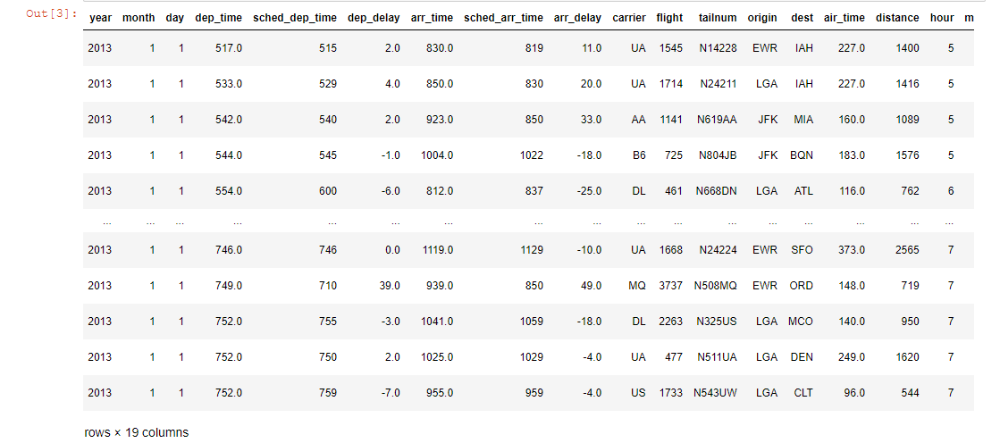 Out[3]:
year month day dep_time sched_dep_time dep_delay arr_time sched_arr_time arr_delay carrier flight tailnum origin dest air_time distance hour m
2013 1 1 517.0 515 2.0 830.0 819 11.0 UA 1545 N14228 EWR IAH 227.0 1400 5
2013 1 1 533.0 529 4.0 850.0 830 20.0 UA 1714 N24211 LGA IAH 227.0 1416 5
2013 1 1 542.0 540 2.0 923.0 850 33.0 AA 1141 N619AA JFK MIA 160.0 1089 5
2013 1 1 544.0 545 -1.0 1004.0 1022 -18.0 B6 725 N804JB JFK BQN 183.0 1576 5
2013 1 1 554.0 600 -6.0 812.0 837 -25.0 DL 461 N668DN LGA ATL 116.0 762 6
... ... ... ... ... ... ... ... ... ... ... ... ... ... ... ... ...
2013 1 1 746.0 746 0.0 1119.0 1129 -10.0 UA 1668 N24224 EWR SFO 373.0 2565 7
2013 1 1 749.0 710 39.0 939.0 850 49.0 MQ 3737 N508MQ EWR ORD 148.0 719 7
2013 1 1 752.0 755 -3.0 1041.0 1059 -18.0 DL 2263 N325US LGA MCO 140.0 950 7
2013 1 1 752.0 750 2.0 1025.0 1029 -4.0 UA 477 N511UA LGA DEN 249.0 1620 7
2013 1 1 752.0 759 -7.0 955.0 959 -4.0 US 1733 N543UW LGA CLT 96.0 544 7
rows × 19 columns